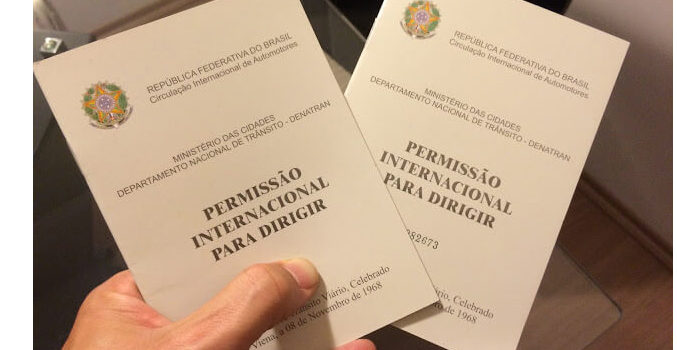 REPÚBLICA FEDERATIVA DO BRASIL
Circulação Internacional de Automotores
MINISTÉRIO DAS CIDADES
DEPARTAMENTO NACIONAL DE TRÂNSITO - DENATRAN
PERMISSÃO
INTERNACIONAL
PARA DIRIGIR
Trânsito Viário, Celebrado
Viena, a 08 de Novembro de 1968
REPÚBLICA FEDERATIVA DO BRASIL
Circulação Internacional de Automotores
MINISTÉRIO DAS CIDADES
DEPARTAMENTO NACIONAL DE TRÂNSITO - DENATRAN
PERMISSÃO
INTERNACIONAL
PARA DIRIGIR
082673
Celebrado
de 1968